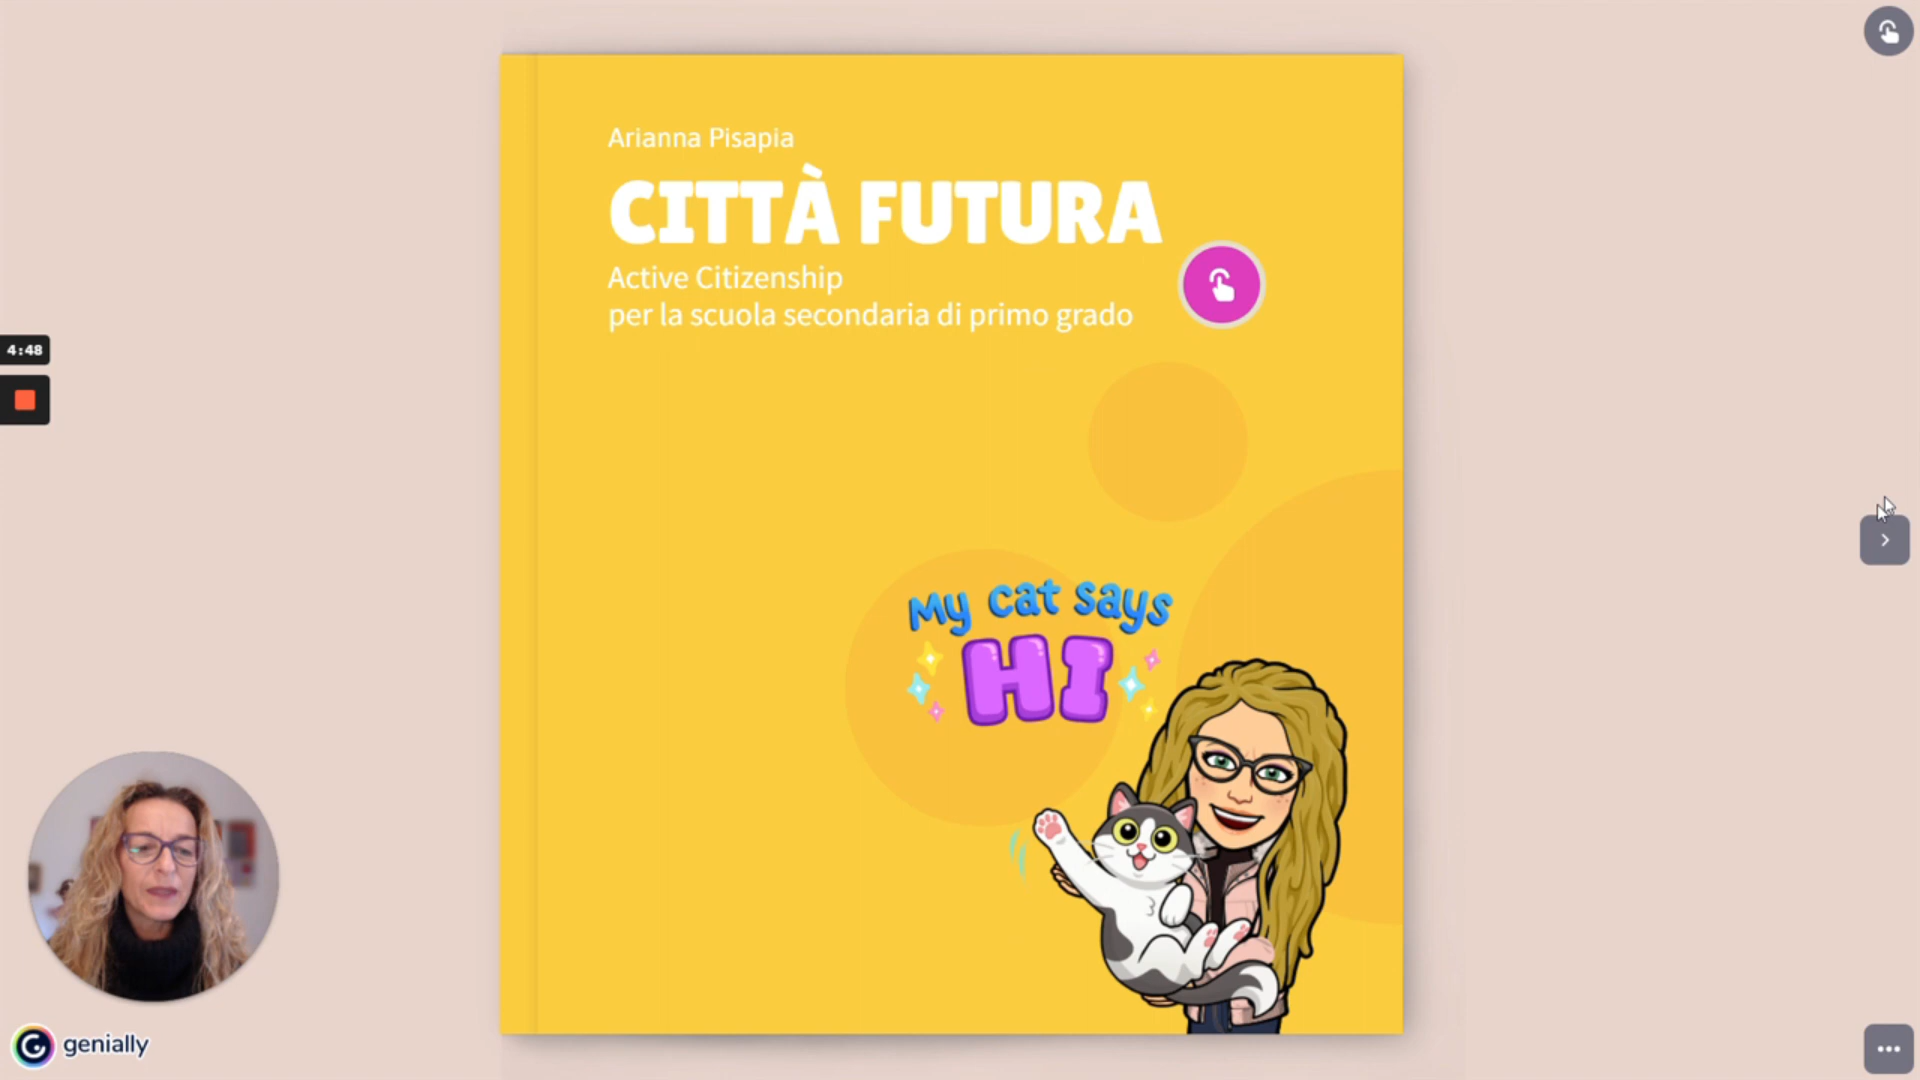 Arianna Pisapia
CITTÀ FUTURA
Active Citizenship
per la scuola secondaria di primo grado
4:48
My cat says
HI
genially